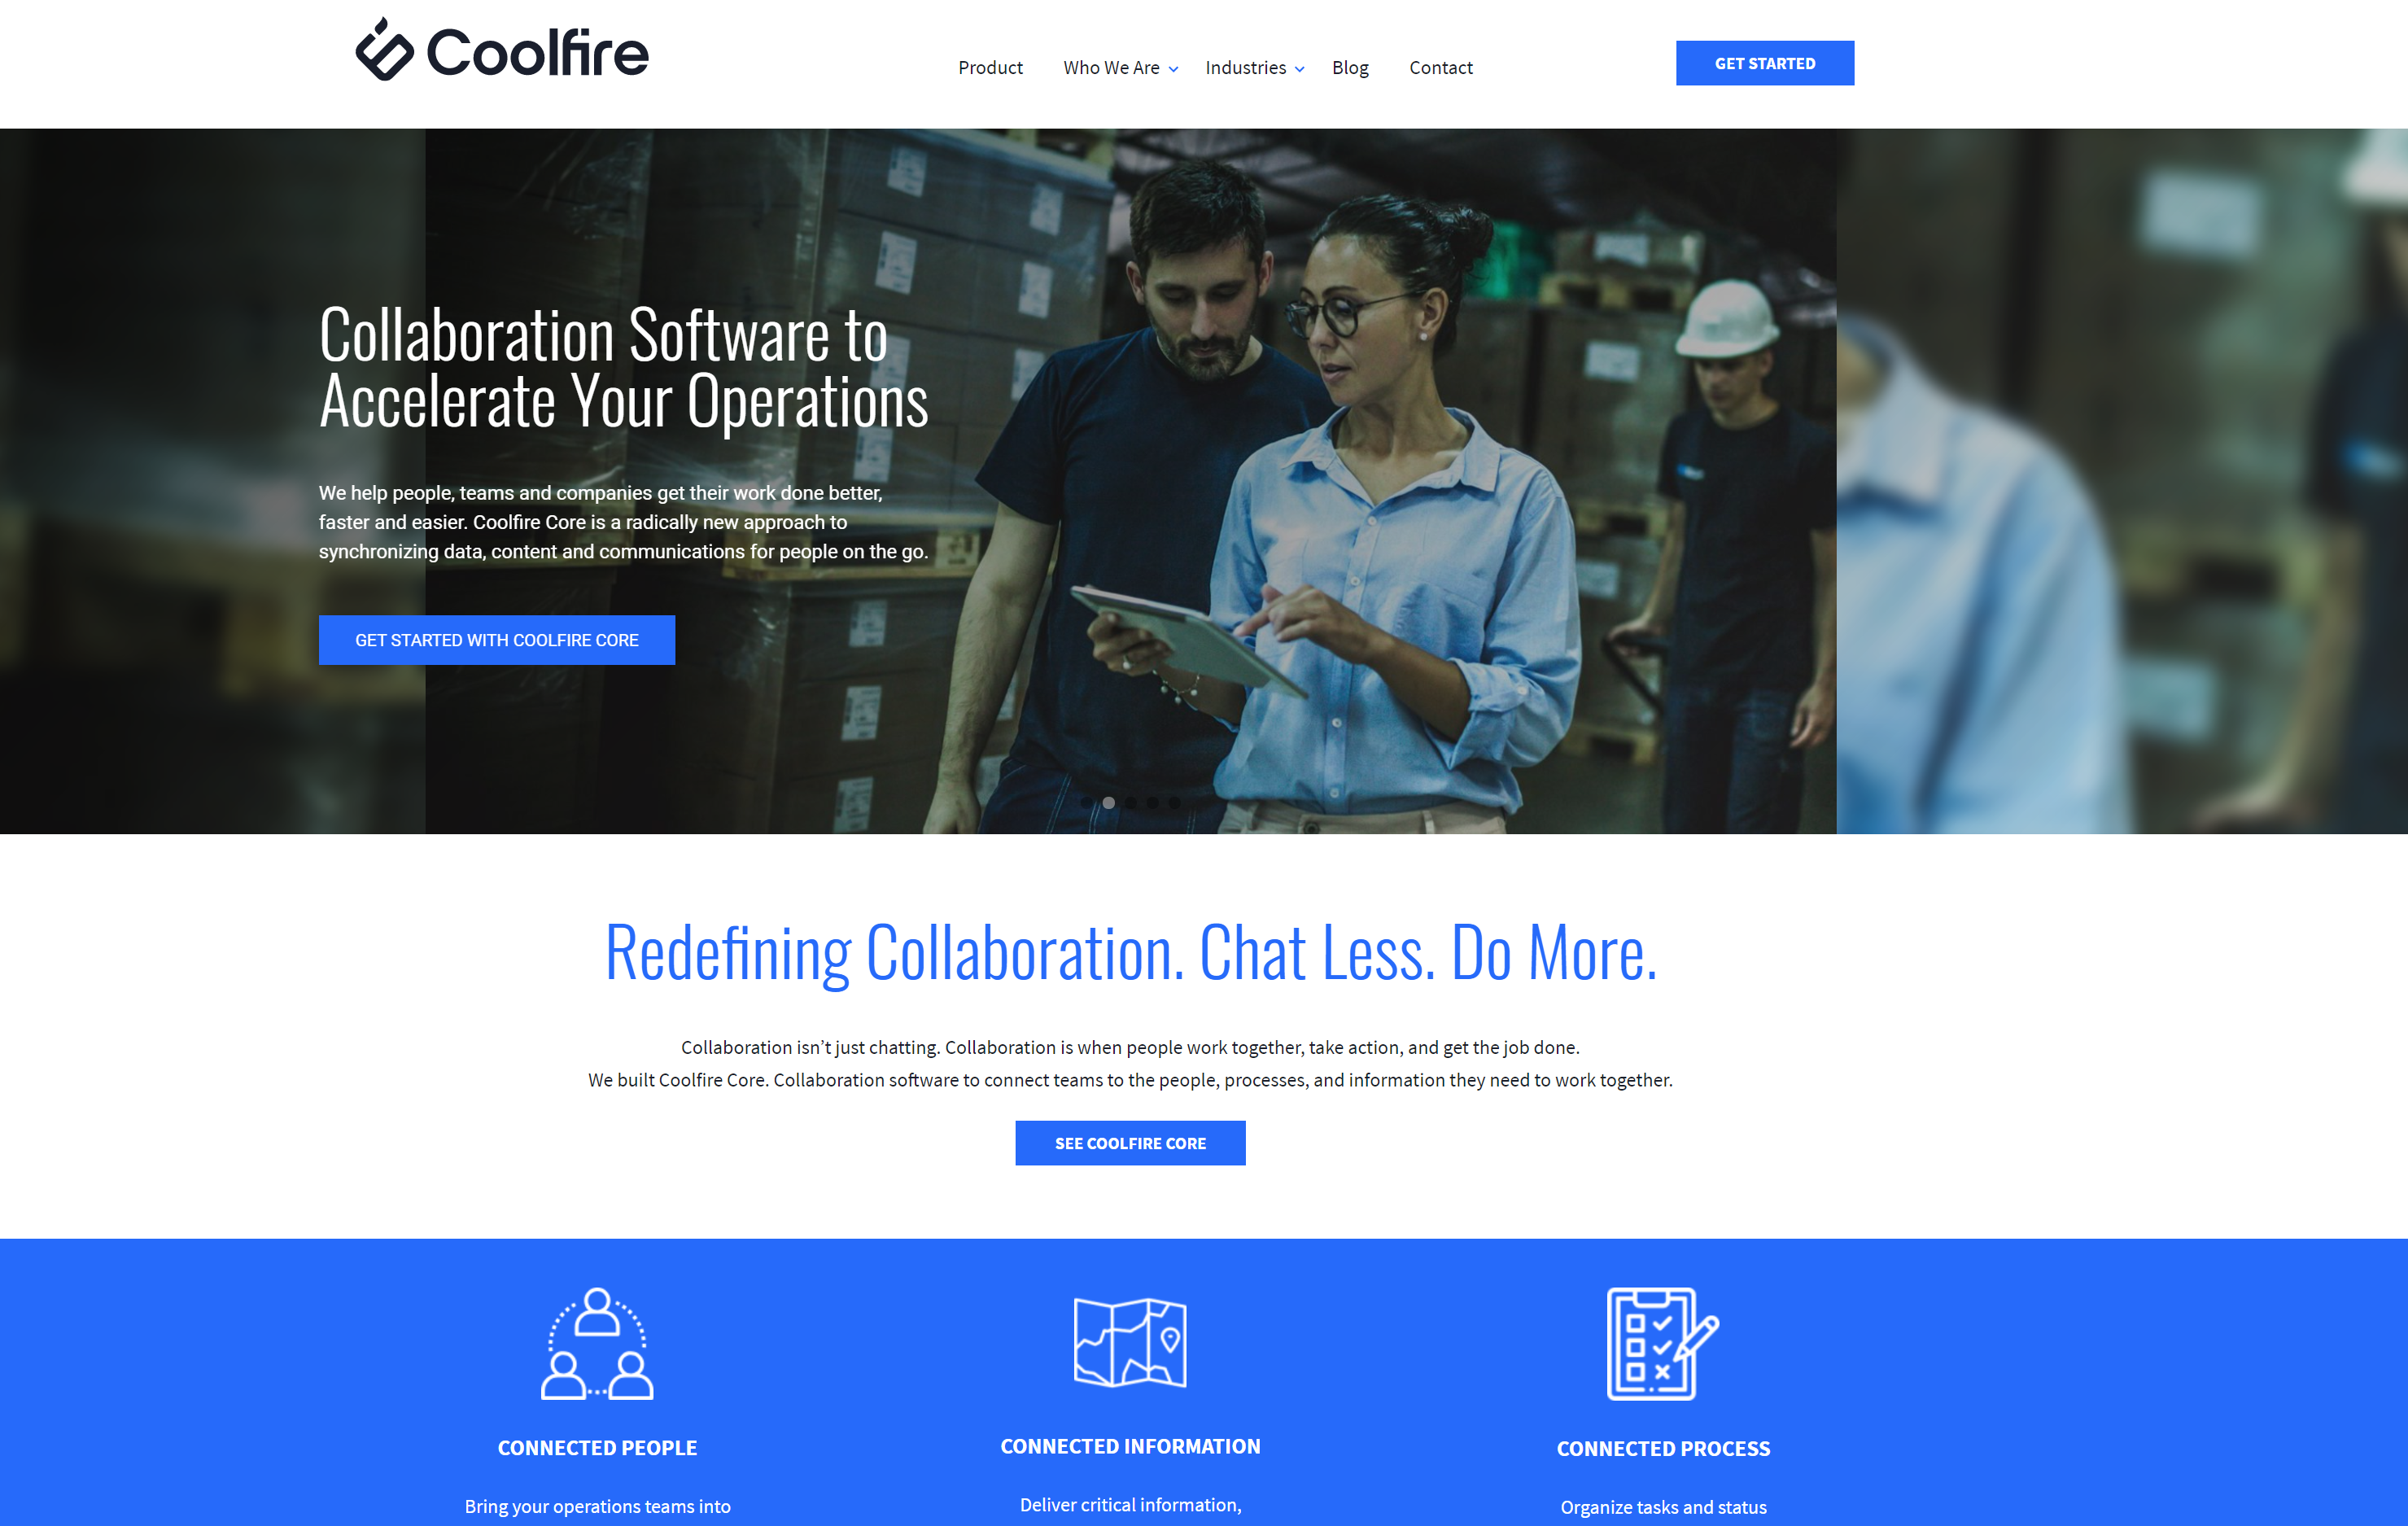 Coolfire
Product
Who We Are
Industries
Blog
Contact
GET STARTED
Collaboration Software to
Accelerate Your Operations
We help people, teams and companies get their work done better,
faster and easier. Coolfire Core is a radically new approach to
synchronizing data, content and communications for people on the go.
GET STARTED WITH COOLFIRE CORE
Redefining Collaboration. Chat Less. Do More.
Collaboration isn’t just chatting. Collaboration is when people work together, take action, and get the job done.
We built Coolfire Core. Collaboration software to connect teams to the people, processes, and information they need to work together.
SEE COOLFIRE CORE
CONNECTED PEOPLE
Bring your operations teams into
CONNECTED INFORMATION
Deliver critical information,
CONNECTED PROCESS
Organize tasks and status